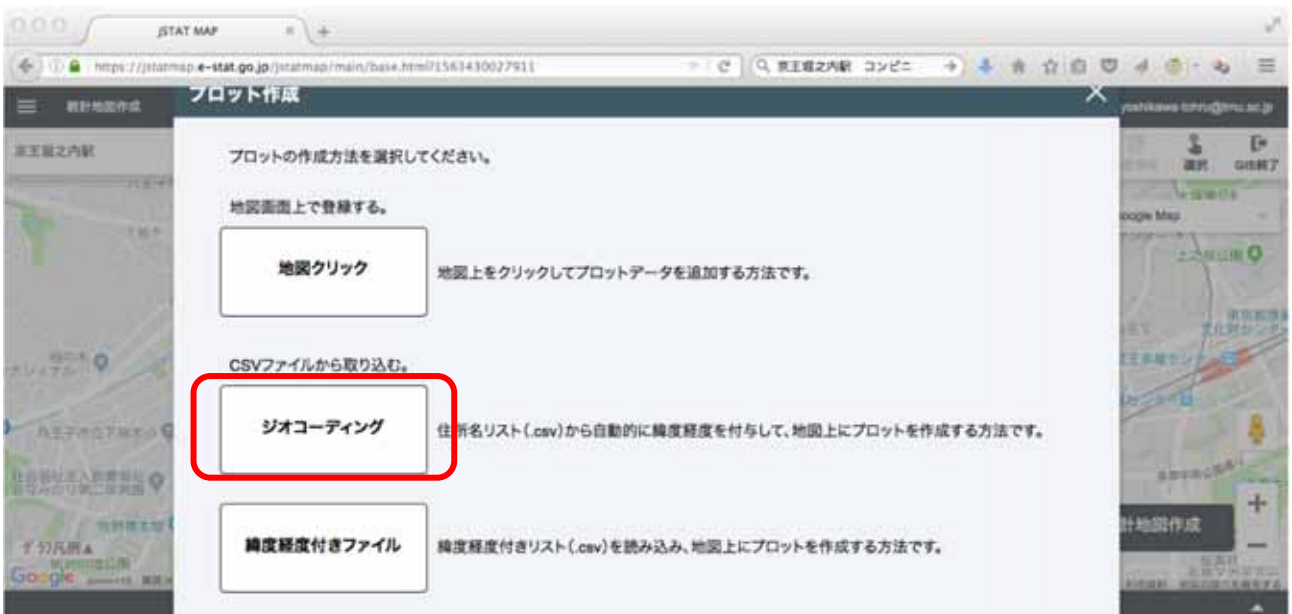 jSTAT MAP
https://jstatmap.e-stat.go.jp/jstatmap/main/base.html?1563430027911
京王堀之内駅 コンビニ
統計地図作成
プロット作成
yoshikawa-tohru@tmu.ac.jp
京王堀之内駅
選択
GIS終了
プロットの作成方法を選択してください。
地図画面上で登録する。
地図クリック
地図上をクリックしてプロットデータを追加する方法です。
CSVファイルから取り込む。
ジオコーディング
住所名リスト(.csv)から自動的に緯度経度を付与して、地図上にプロットを作成する方法です。
緯度経度付きファイル
緯度経度付きリスト(.csv)を読み込み、地図上にプロットを作成する方法です。
oogle Map
計地図作成
グラフ凡例▲
Google